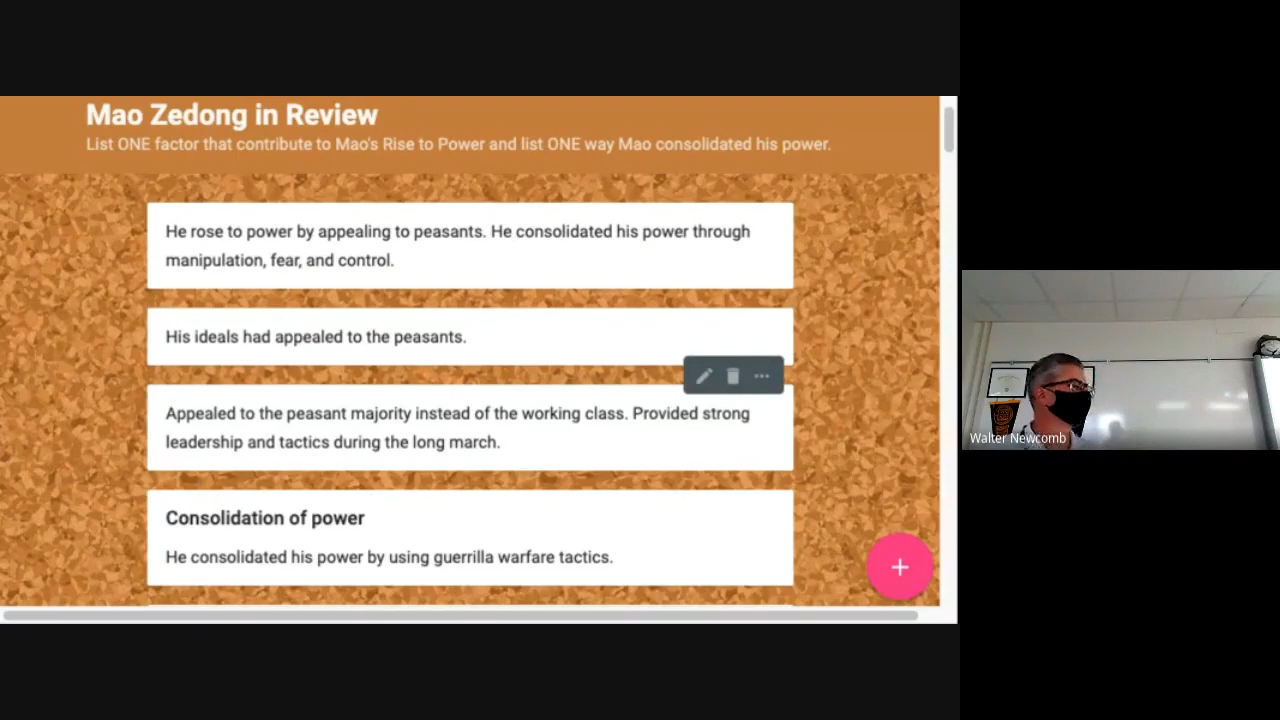 Mao Zedong in Review
List ONE factor that contribute to Mao's Rise to Power and list ONE way Mao consolidated his power.
He rose to power by appealing to peasants. He consolidated his power through
manipulation, fear, and control.
His ideals had appealed to the peasants.
Appealed to the peasant majority instead of the working class. Provided strong
leadership and tactics during the long march.
Consolidation of power
He consolidated his power by using guerrilla warfare tactics.
Walter Newcomb